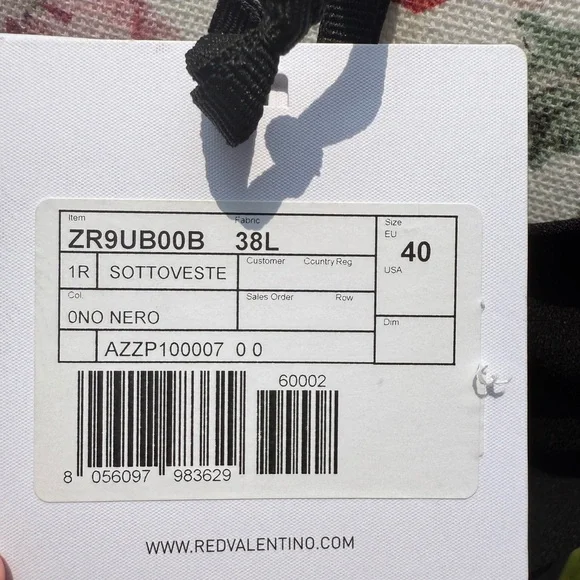 Item Fabric Size
ZR9UB00B 38L EU 40
1R SOTTOVESTE Customer Country Reg USA
Col Sales Order Row
0NO NERO Dim
AZZP100007 0 0
60002
8 056097 983629
WWW.REDVALENTINO.COM